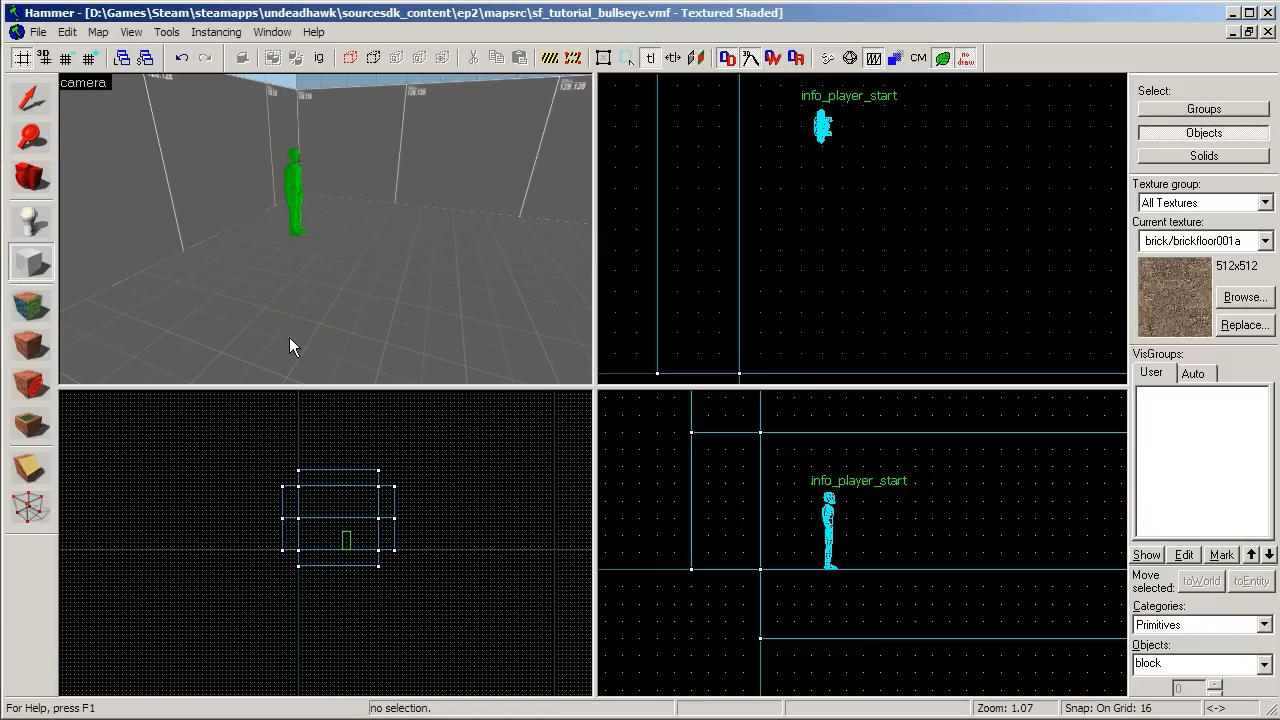 Hammer - [D:\Games\Steam\steamapps\undeadhawk\sourcesdk_content\ep2\mapsrc\sf_tutorial_bullseye.vmf - Textured Shaded]
File Edit Map View Tools Instancing Window Help
camera
128.128
info_player_start
info_player_start
Select:
Groups
Objects
Solids
Texture group:
All Textures
Current texture:
brick/brickfloor001a
512x512
Browse...
Replace...
VisGroups:
User Auto
Show Edit Mark
Move selected: toWorld toEntity
Categories:
Primitives
Objects:
block
0
For Help, press F1 no selection. Zoom: 1.07 Snap: On Grid: 16 <->